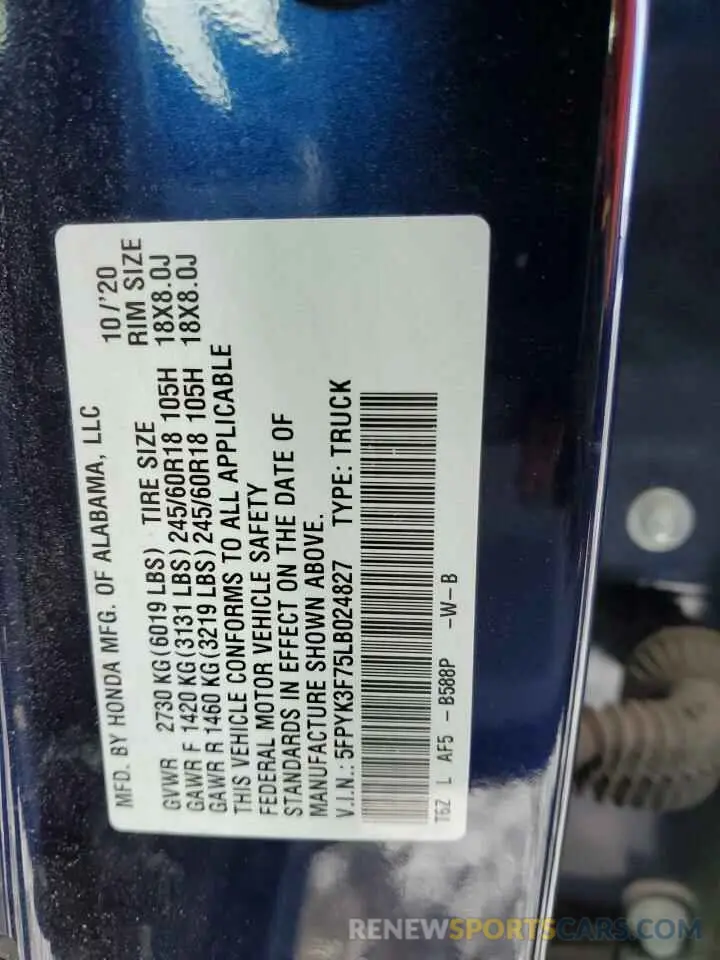 MFD. BY HONDA MFG. OF ALABAMA, LLC 10/'20
GVWR 2730 KG(6019 LBS) TIRE SIZE RIM SIZE
GAWR F 1420 KG(3131 LBS)245/60R18 105H 18X8.0J
GAWR R 1460 KG(3219 LBS)245/60R18 105H 18X8.0J
THIS VEHICLE CONFORMS TO ALL APPLICABLE
FEDERAL MOTOR VEHICLE SAFETY
STANDARDS IN EFFECT ON THE DATE OF
MANUFACTURE SHOWN ABOVE.
V.I.N.: 5FPYK3F75LB024827 TYPE: TRUCK
T6Z L AF5 - B588P -W-B
RENEWSPORTSCARS.COM